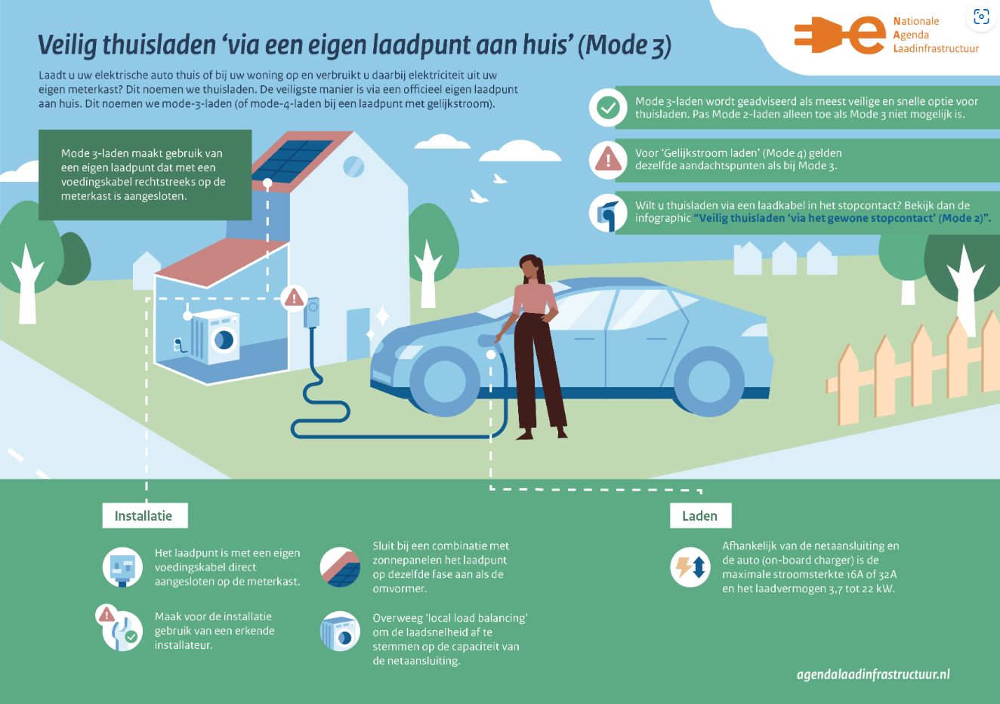 Veilig thuisladen ‘via een eigen laadpunt aan huis’ (Mode 3)
Laadt u uw elektrische auto thuis of bij uw woning op en verbruikt u daarbij elektriciteit uit uw
eigen meterkast? Dit noemen we thuisladen. De veiligste manier is via een officieel eigen laadpunt
aan huis. Dit noemen we mode-3-laden (of mode-4-laden bij een laadpunt met gelijkstroom).
Nationale
Agenda
Laadinfrastructuur
Mode 3-laden wordt geadviseerd als meest veilige en snelle optie voor
thuisladen. Pas Mode 2-laden alleen toe als Mode 3 niet mogelijk is.
Voor ‘Gelijkstroom laden’ (Mode 4) gelden
dezelfde aandachtspunten als bij Mode 3.
Wilt u thuisladen via een laadkabel in het stopcontact? Bekijk dan de
infographic “Veilig thuisladen ‘via het gewone stopcontact’ (Mode 2)”.
Mode 3-laden maakt gebruik van
een eigen laadpunt dat met een
voedingskabel rechtstreeks op de
meterkast is aangesloten.
Installatie
Het laadpunt is met een eigen
voedingskabel direct
aangesloten op de meterkast.
Maak voor de installatie
gebruik van een erkende
installateur.
Sluit bij een combinatie met
zonnepanelen het laadpunt
op dezelfde fase aan als de
omvormer.
Overweeg ‘local load balancing’
om de laadsnelheid af te
stemmen op de capaciteit van
de netaansluiting.
Laden
Afhankelijk van de netaansluiting en
de auto (on-board charger) is de
maximale stroomsterkte 16A of 32A
en het laadvermogen 3,7 tot 22 kW.
agendalaadinfrastructuur.nl